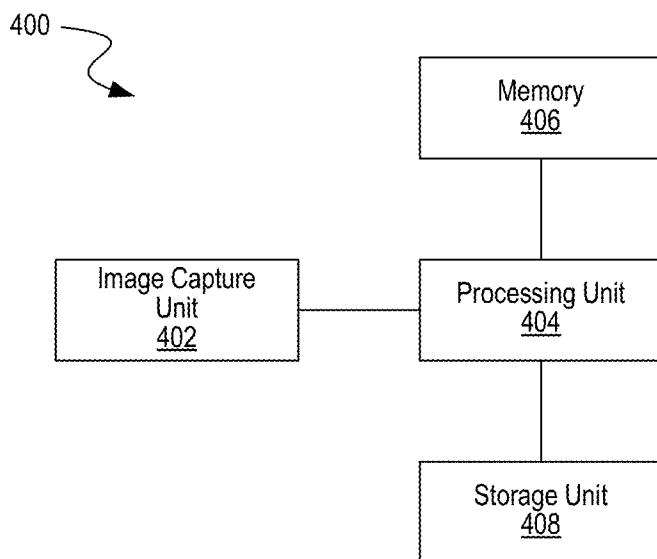 400
Memory
406
Image Capture
Unit
402
Processing Unit
404
Storage Unit
408